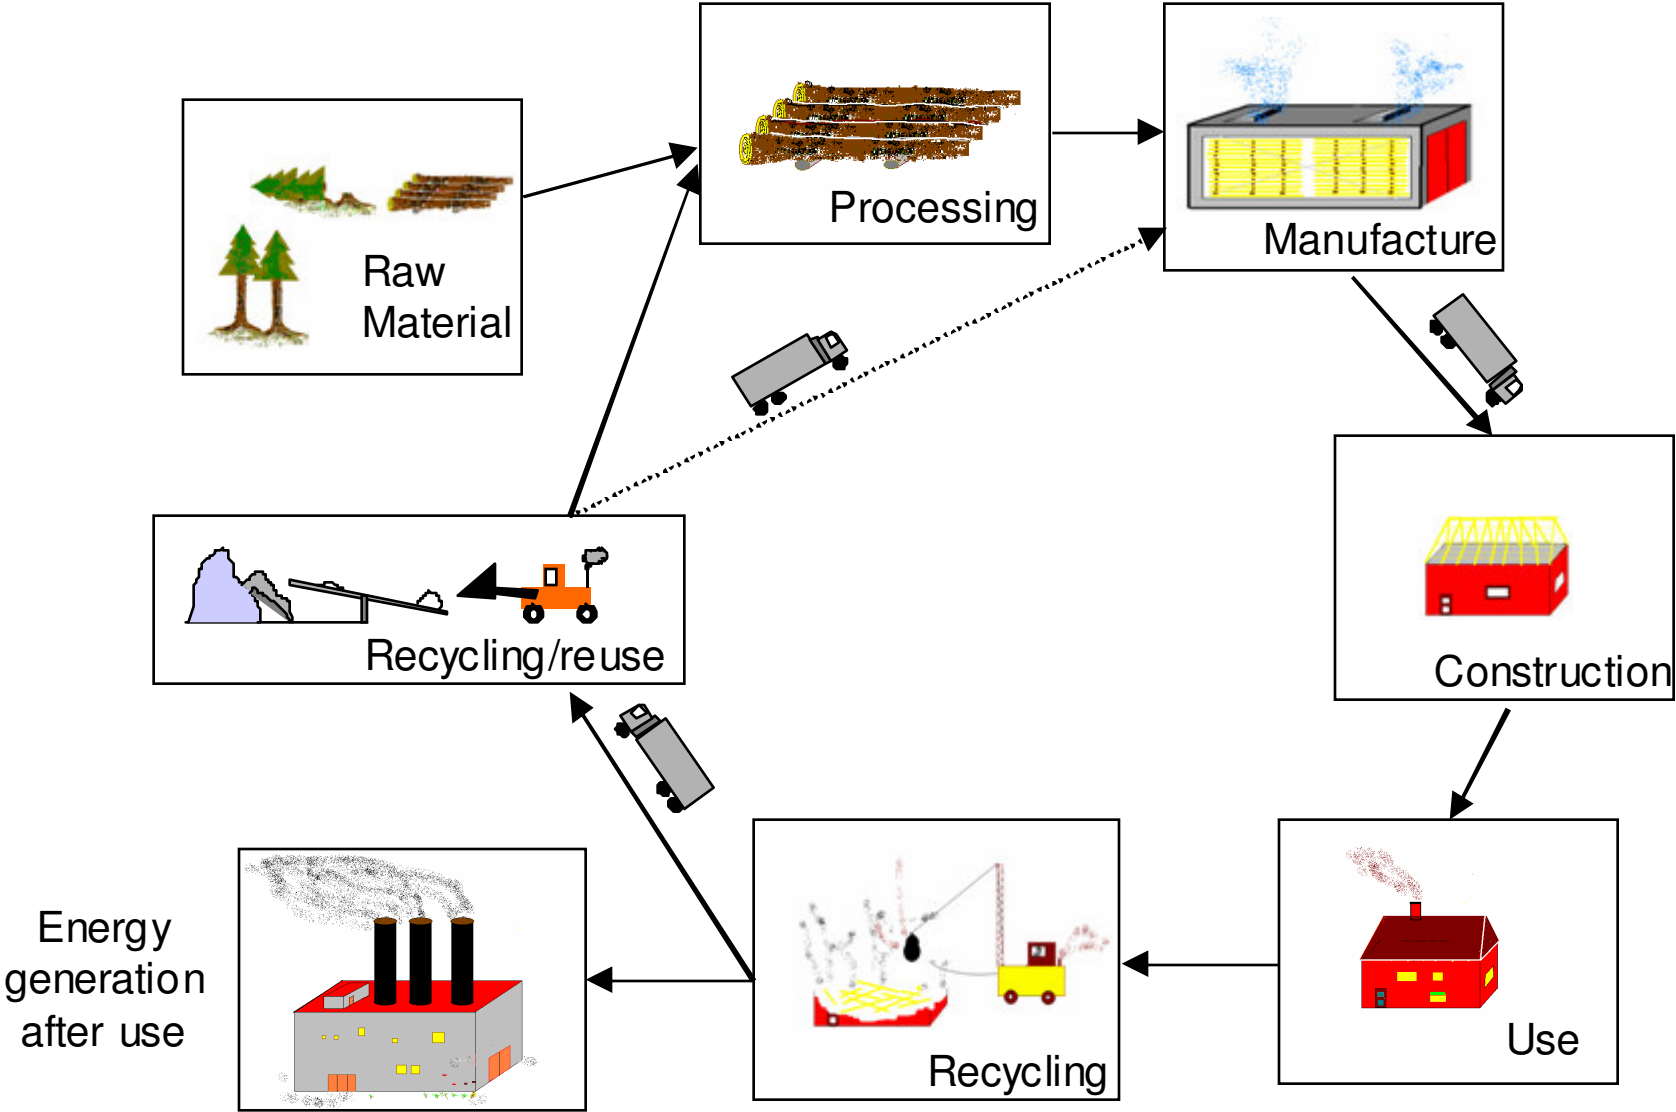 Processing
Manufacture
Raw
Material
Recycling/reuse
Construction
Energy
generation
after use
Recycling
Use